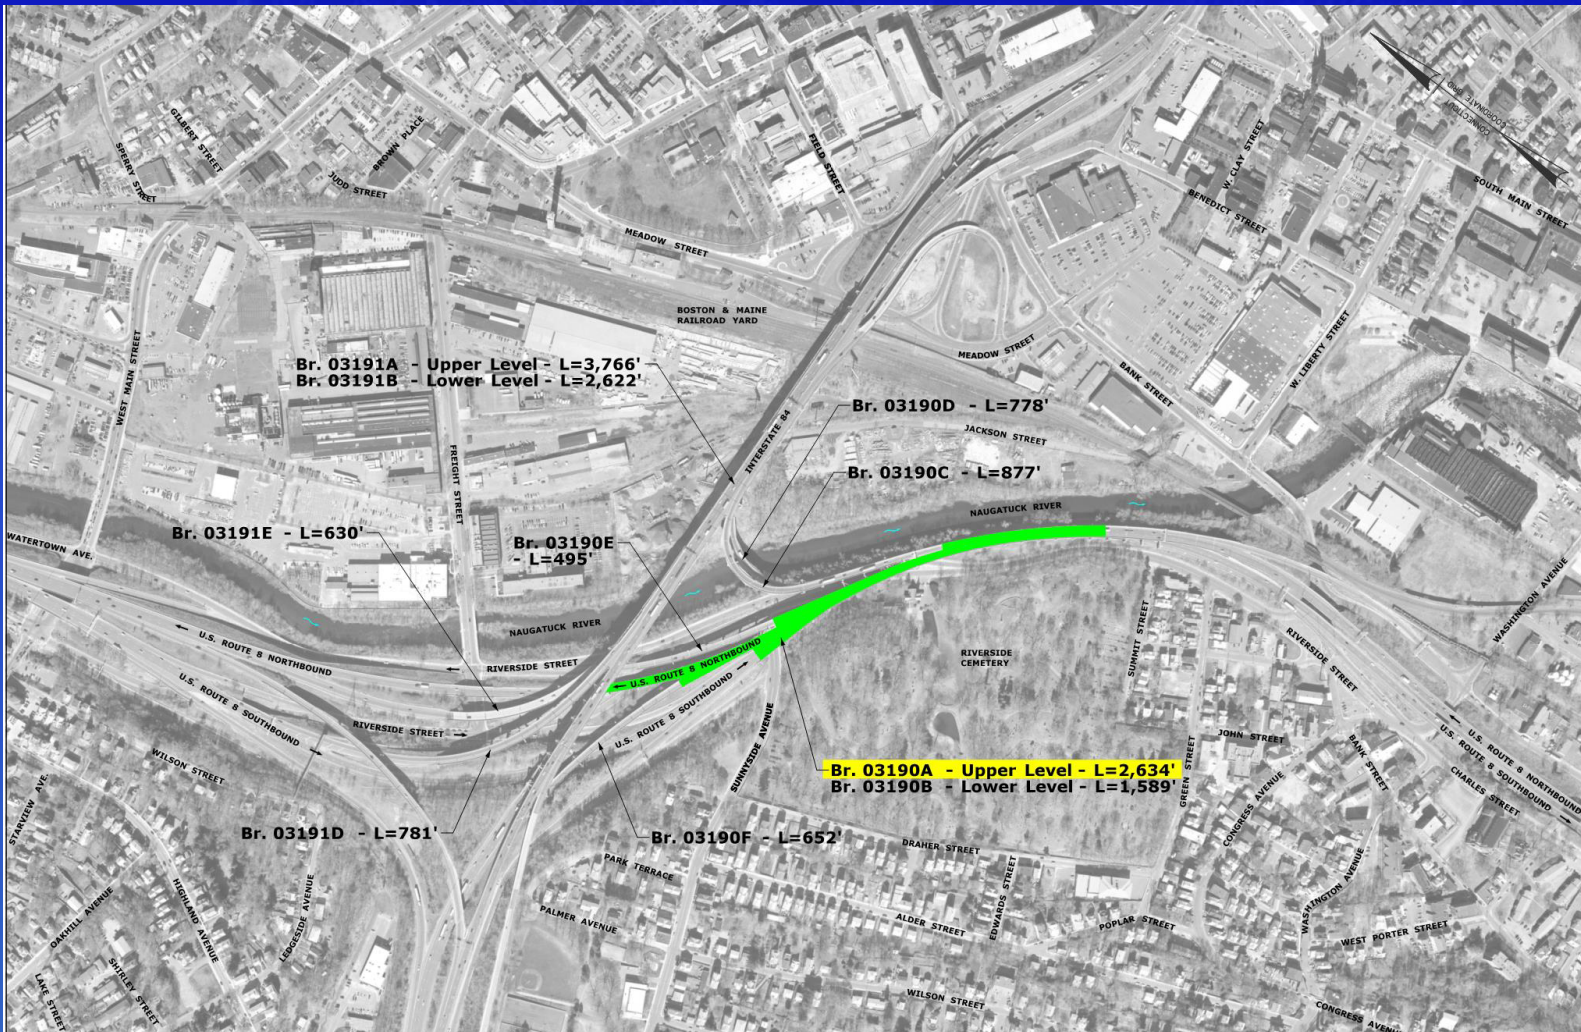 CONNECTICUT
COORDINATE GRID
GILBERT STREET
SPERRY STREET
BROWN PLACE
JUDD STREET
FIELD STREET
W. CLAY STREET
BENEDICT STREET
SOUTH MAIN STREET
MEADOW STREET
BOSTON & MAINE
RAILROAD YARD
MEADOW STREET
WEST MAIN STREET
Br. 03191A - Upper Level - L=3,766'
Br. 03191B - Lower Level - L=2,622'
BANK STREET
W. LIBERTY STREET
INTERSTATE 84
Br. 03190D - L=778'
JACKSON STREET
FREIGHT STREET
Br. 03190C - L=877'
NAUGATUCK RIVER
WATERTOWN AVE.
Br. 03191E - L=630'
Br. 03190E
- L=495'
WASHINGTON AVENUE
NAUGATUCK RIVER
U.S. ROUTE 8 NORTHBOUND
RIVERSIDE STREET
U.S. ROUTE 8 NORTHBOUND
RIVERSIDE
CEMETERY
SUMMIT STREET
RIVERSIDE STREET
U.S. ROUTE 8 SOUTHBOUND
RIVERSIDE STREET
U.S. ROUTE 8 SOUTHBOUND
SUNNYSIDE AVENUE
WILSON STREET
STARVIEW AVE.
JOHN STREET
BANK STREET
U.S. ROUTE 8 NORTHBOUND
U.S. ROUTE 8 SOUTHBOUND
CHARLES STREET
GREEN STREET
CONGRESS AVENUE
Br. 03190A - Upper Level - L=2,634'
Br. 03190B - Lower Level - L=1,589'
Br. 03191D - L=781'
Br. 03190F - L=652'
DRAHER STREET
PARK TERRACE
EDWARDS STREET
WASHINGTON AVENUE
OAKHILL AVENUE
HIGHLAND AVENUE
LEDGESIDE AVENUE
PALMER AVENUE
ALDER STREET
POPLAR STREET
WEST PORTER STREET
LAKE STREET
SHIRLEY STREET
WILSON STREET
CONGRESS AVENUE